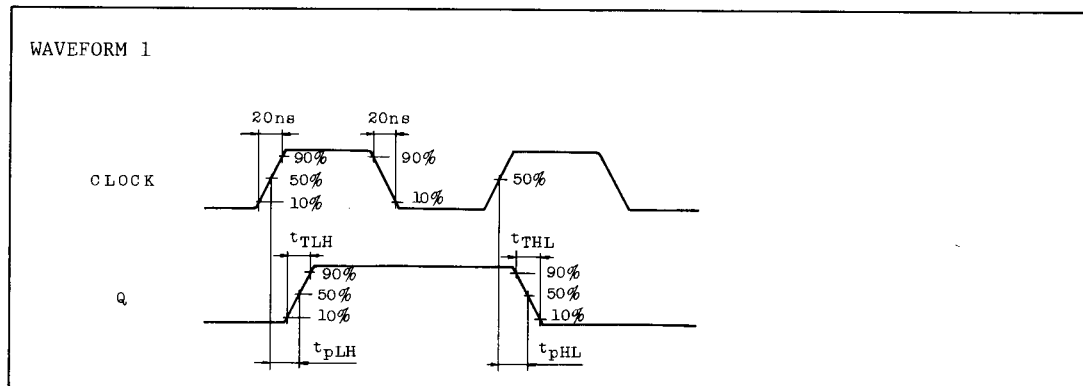 WAVEFORM 1
20ns 20ns
90% 90%
CLOCK 50% 50%
10% 10%
tTLH tTHL
90% 90%
Q 50% 50%
10% 10%
tpLH tpHL